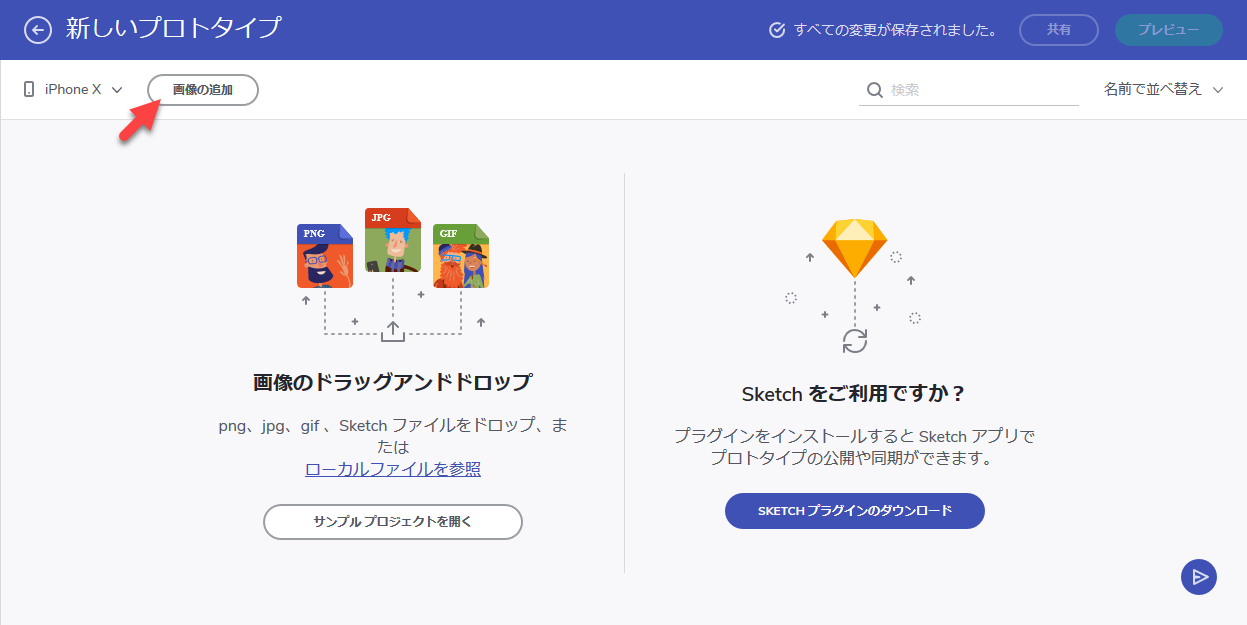 新しいプロトタイプ
すべての変更が保存されました。
共有
プレビュー
iPhone X
画像の追加
検索
名前で並べ替え
PNG
JPG
GIF
画像のドラッグアンドドロップ
png、jpg、gif 、Sketch ファイルをドロップ、ま
たは
ローカルファイルを参照
サンプル プロジェクトを開く
Sketch をご利用ですか？
プラグインをインストールすると Sketch アプリで
プロトタイプの公開や同期ができます。
SKETCH プラグインのダウンロード